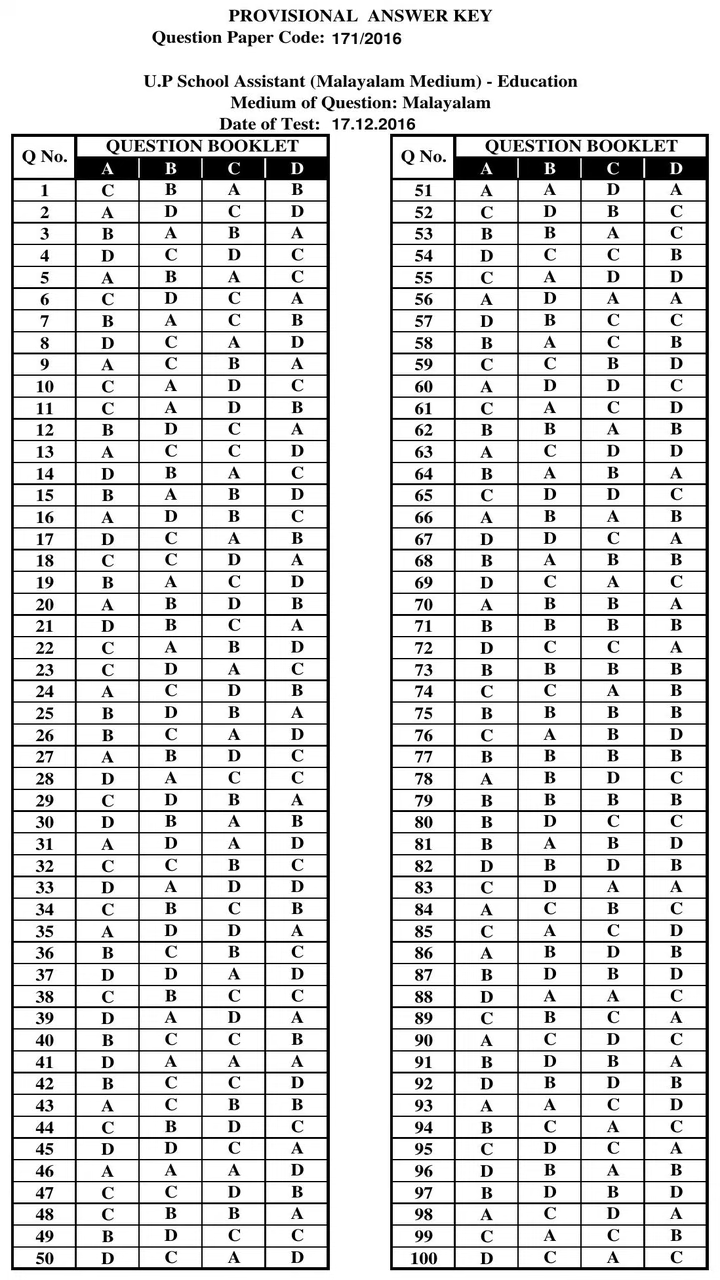 PROVISIONAL ANSWER KEY
Question Paper Code: 171/2016
U.P School Assistant (Malayalam Medium) - Education
Medium of Question: Malayalam
Date of Test: 17.12.2016
Q No. QUESTION BOOKLET
A B C D
1 C B A B
2 A D C D
3 B A B A
4 D C D C
5 A B A C
6 C D C A
7 B A C B
8 D C A D
9 A C B A
10 C A D C
11 C A D B
12 B D C A
13 A C C D
14 D B A C
15 B A B D
16 A D B C
17 D C A B
18 C C D A
19 B A C D
20 A B D B
21 D B C A
22 C A B D
23 C D A C
24 A C D B
25 B D B A
26 B C A D
27 A B D C
28 D A C C
29 C D B A
30 D B A B
31 A D A D
32 C C B C
33 D A D D
34 C B C B
35 A D D A
36 B C B C
37 D D A D
38 C B C C
39 D A D A
40 B C C B
41 D A A A
42 B C C D
43 A C B B
44 C B D C
45 D D C A
46 A A A D
47 C C D B
48 C B B A
49 B D C C
50 D C A D
Q No. QUESTION BOOKLET
A B C D
51 A A D A
52 C D B C
53 B B A C
54 D C C B
55 C A D D
56 A D A A
57 D B C C
58 B A C B
59 C C B D
60 A D D C
61 C A C D
62 B B A B
63 A C D D
64 B A B A
65 C D D C
66 A B A B
67 D D C A
68 B A B B
69 D C A C
70 A B B A
71 B B B B
72 D C C A
73 B B B B
74 C C A B
75 B B B B
76 C A B D
77 B B B B
78 A B D C
79 B B B B
80 B D C C
81 B A B D
82 D B D B
83 C D A A
84 A C B C
85 C A C D
86 A B D B
87 B D B D
88 D A A C
89 C B C A
90 A C D C
91 B D B A
92 D B D B
93 A A C D
94 B C A C
95 C D C A
96 D B A B
97 B D B D
98 A C D A
99 C A C B
100 D C A C